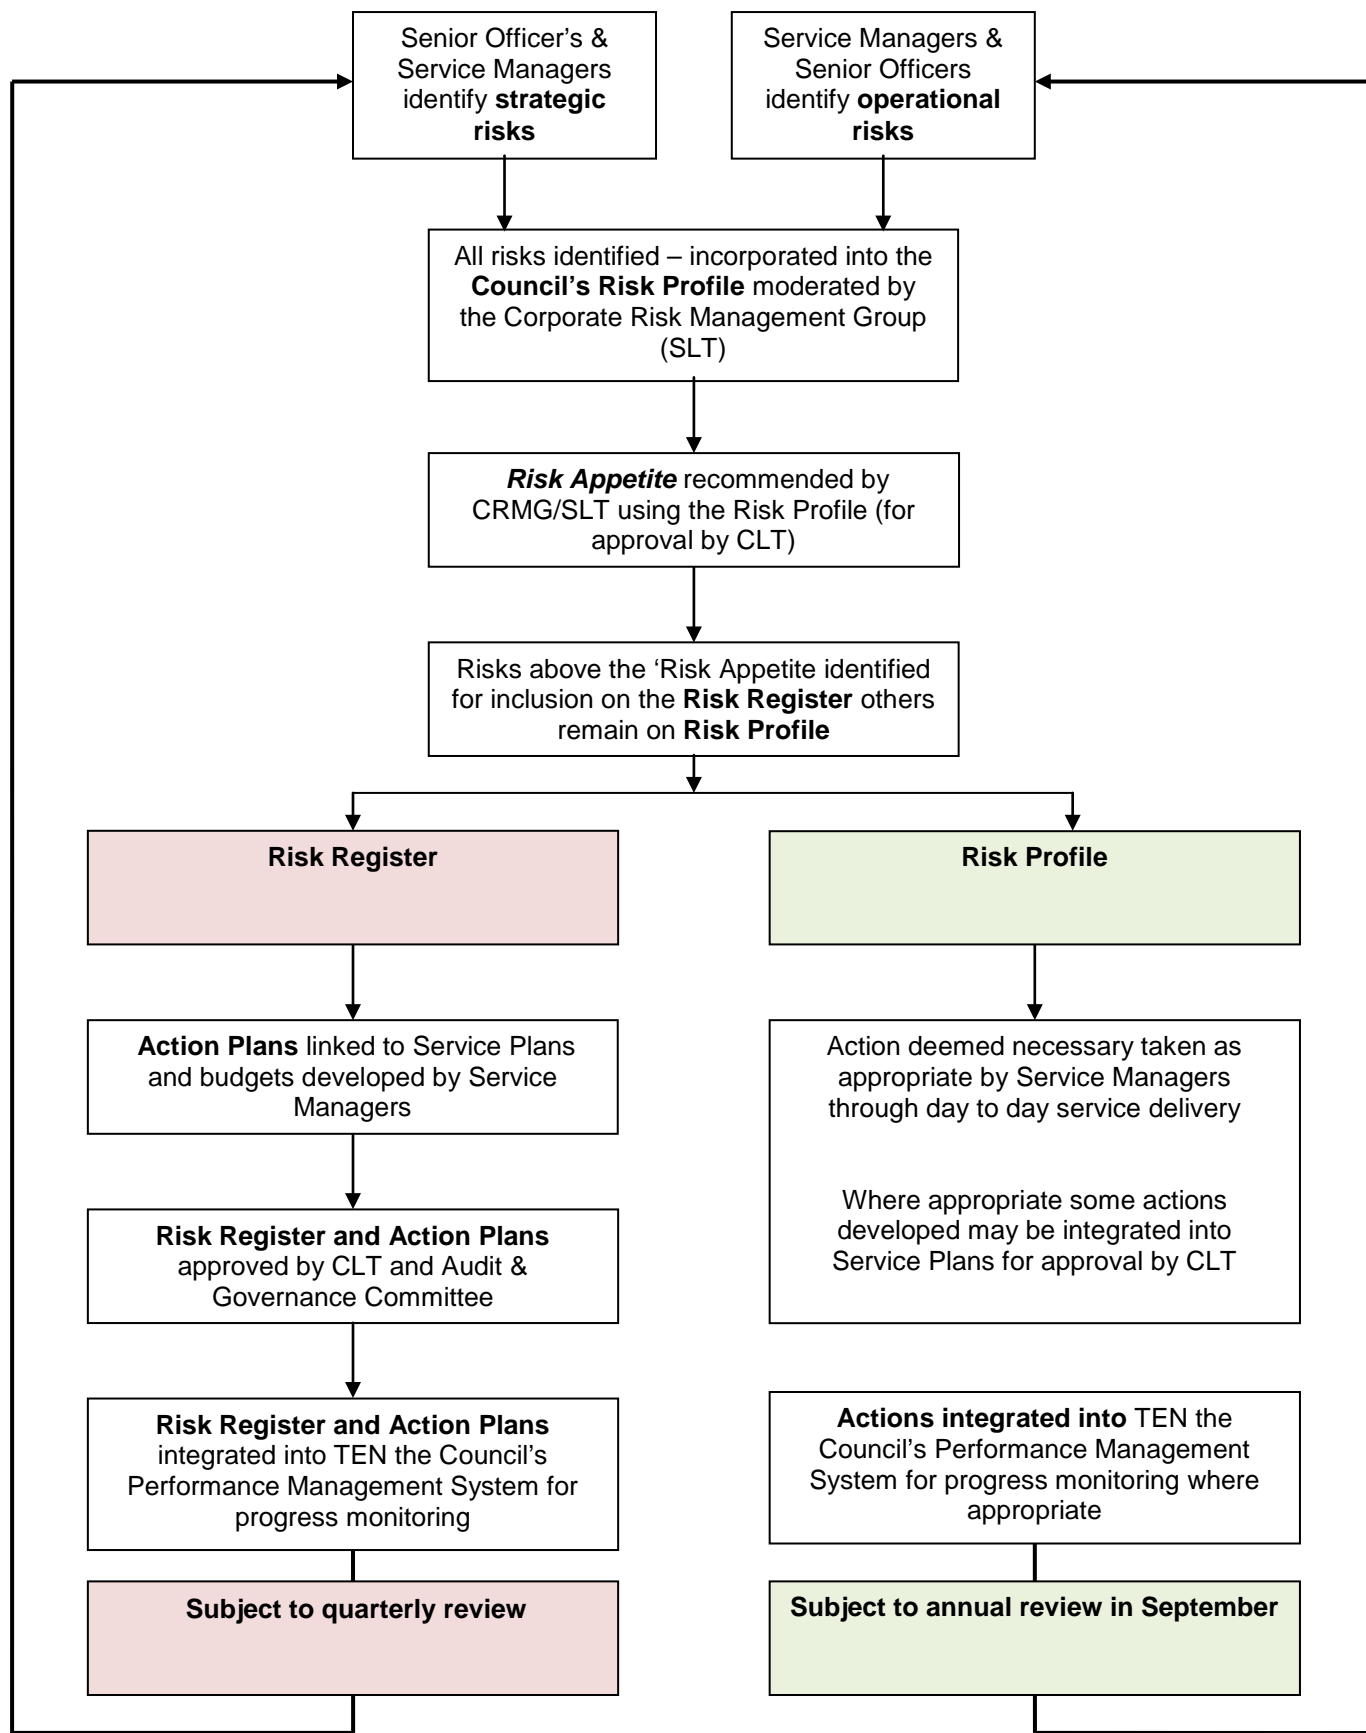 Senior Officer's &
Service Managers
identify strategic
risks
Service Managers &
Senior Officers
identify operational
risks
All risks identified – incorporated into the
Council's Risk Profile moderated by
the Corporate Risk Management Group
(SLT)
Risk Appetite recommended by
CRMG/SLT using the Risk Profile (for
approval by CLT)
Risks above the 'Risk Appetite identified
for inclusion on the Risk Register others
remain on Risk Profile
Risk Register
Risk Profile
Action Plans linked to Service Plans
and budgets developed by Service
Managers
Action deemed necessary taken as
appropriate by Service Managers
through day to day service delivery
Where appropriate some actions
developed may be integrated into
Service Plans for approval by CLT
Risk Register and Action Plans
approved by CLT and Audit &
Governance Committee
Risk Register and Action Plans
integrated into TEN the Council's
Performance Management System for
progress monitoring
Actions integrated into TEN the
Council's Performance Management
System for progress monitoring where
appropriate
Subject to quarterly review
Subject to annual review in September